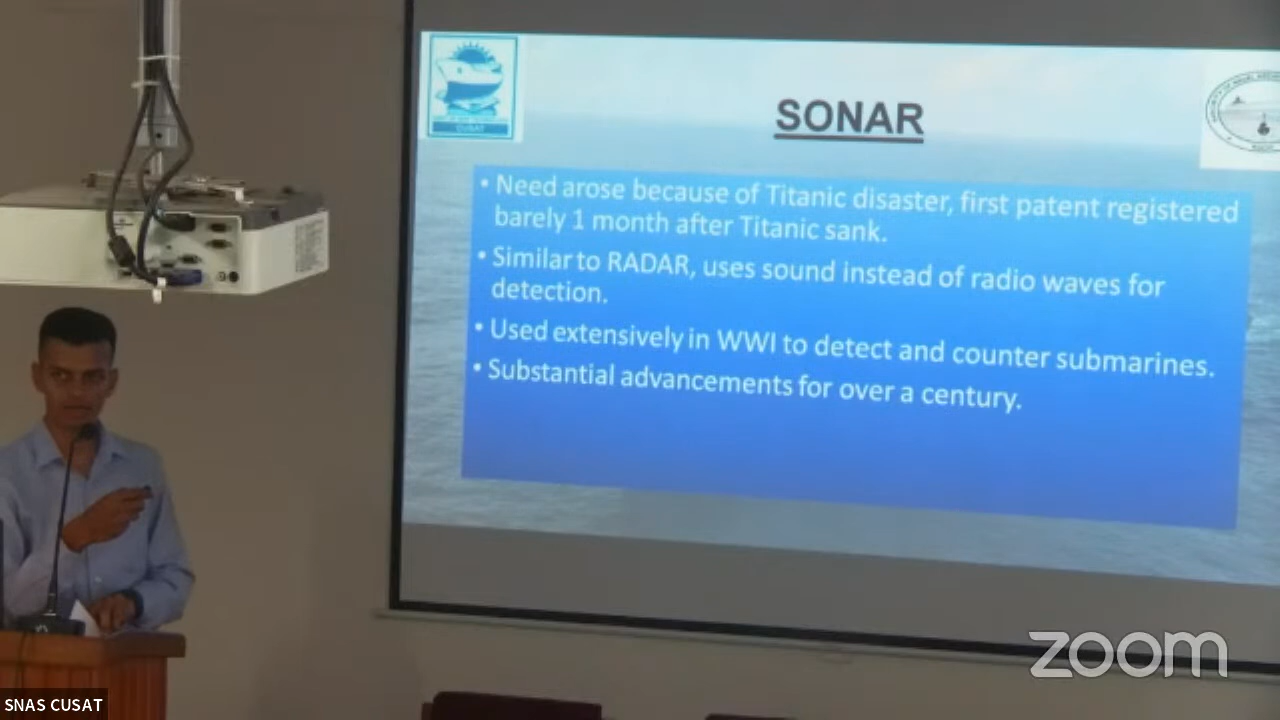 SONAR
• Need arose because of Titanic disaster, first patent registered
barely 1 month after Titanic sank.
• Similar to RADAR, uses sound instead of radio waves for
detection.
• Used extensively in WWI to detect and counter submarines.
• Substantial advancements for over a century.
CUSAT
zoom
SNAS CUSAT